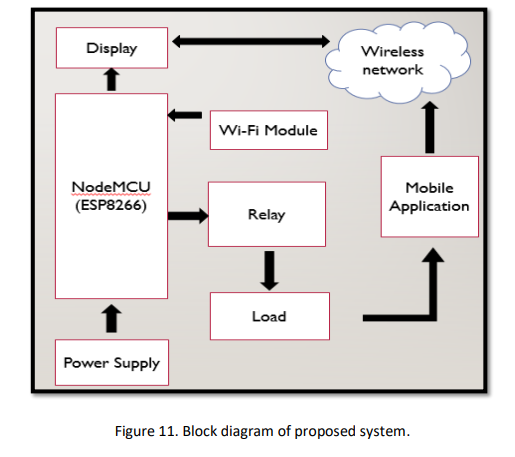 Display
Wireless
network
Wi-Fi Module
NodeMCU
(ESP8266)
Mobile
Application
Relay
Load
Power Supply
Figure 11. Block diagram of proposed system.